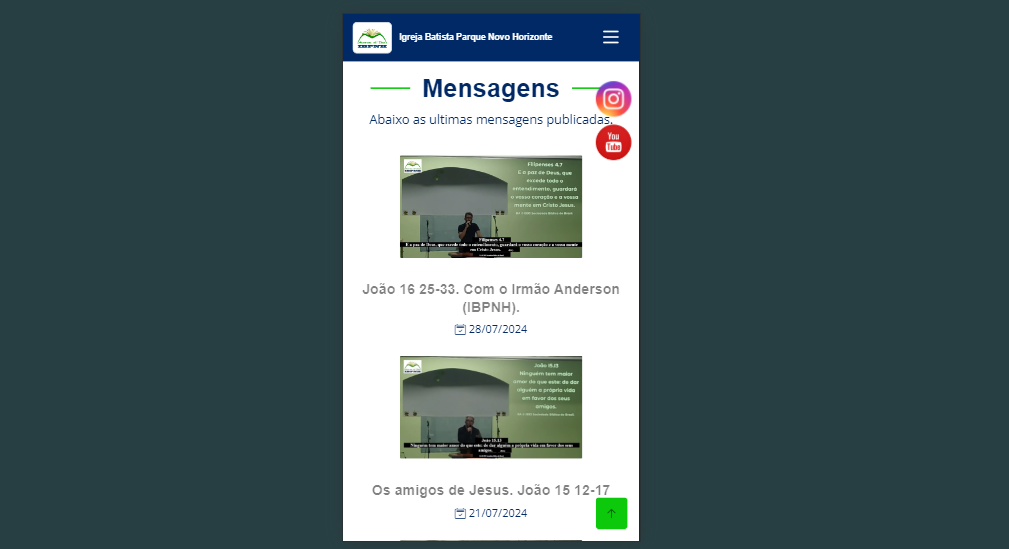 IBPNH
Igreja Batista Parque Novo Horizonte
Mensagens
Abaixo as ultimas mensagens publicadas.
You
Tube
Filipenses 4.7
E a paz de Deus, que
excede todo o
entendimento, guardará
o vosso coração e a vossa
mente em Cristo Jesus.
Filipenses 4.7
E a paz de Deus, que excede todo o entendimento, guardará o vosso coração e a vossa mente
em Cristo Jesus.
João 16 25-33. Com o Irmão Anderson
(IBPNH).
28/07/2024
João 15.13
Ninguém tem maior
amor do que este: de dar
alguém a própria vida
em favor dos seus
amigos.
João 15.13
Ninguém tem maior amor do que este: de dar alguém a própria vida em favor dos seus
amigos.
Os amigos de Jesus. João 15 12-17
21/07/2024